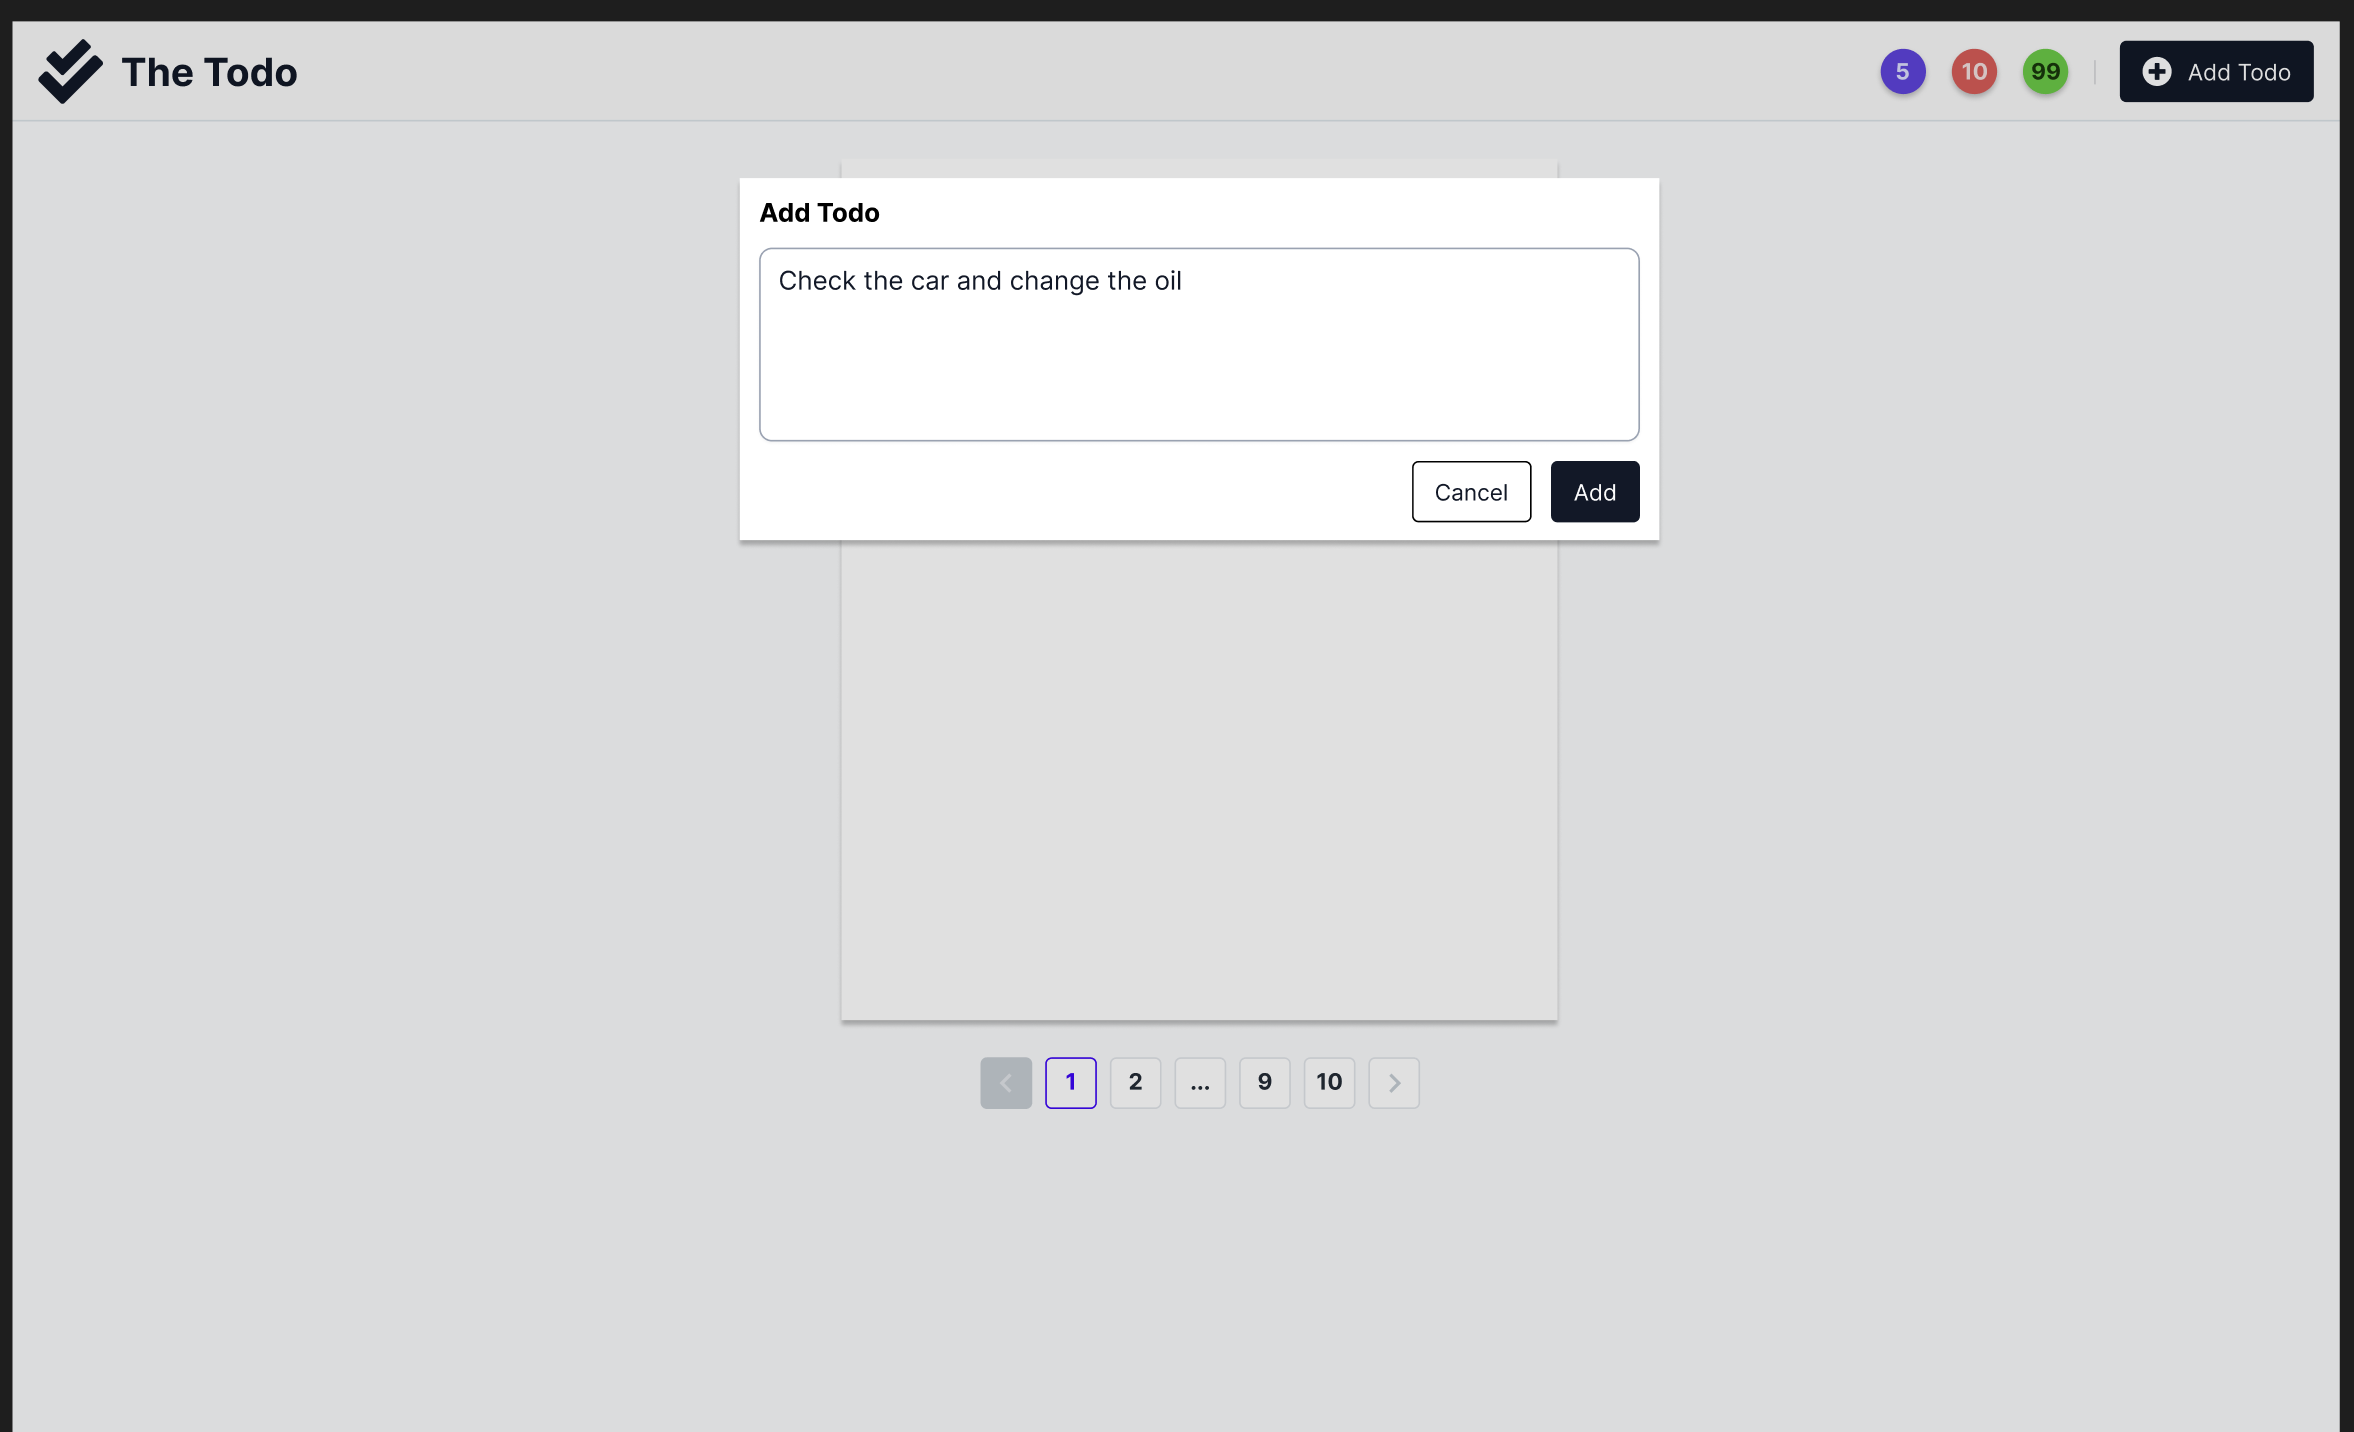 The Todo
5 10 99 Add Todo
Add Todo
Check the car and change the oil
Cancel Add
1 2 ... 9 10